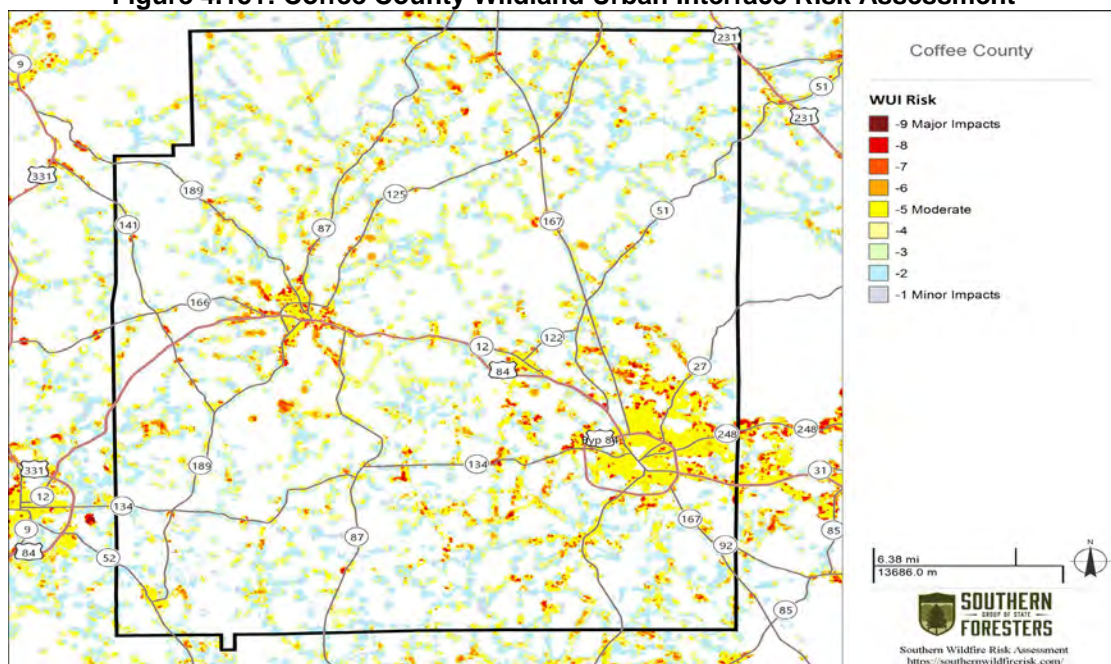 Figure 4.131: Coffee County Wildland Urban Interface Risk Assessment
Coffee County
WUI Risk
-9 Major Impacts
-8
-7
-6
-5 Moderate
-4
-3
-2
-1 Minor Impacts
231
9
51
231
331
189
125
51
141
87
167
166
12
122
84
27
Byp 84
248
248
331
189
134
31
12
134
9
87
167
85
84
52
92
85
N
6.38 mi
13686.0 m
SOUTHERN
GROUP OF STATE
FORESTERS
Southern Wildfire Risk Assessment
https://southernwildfirerisk.com/